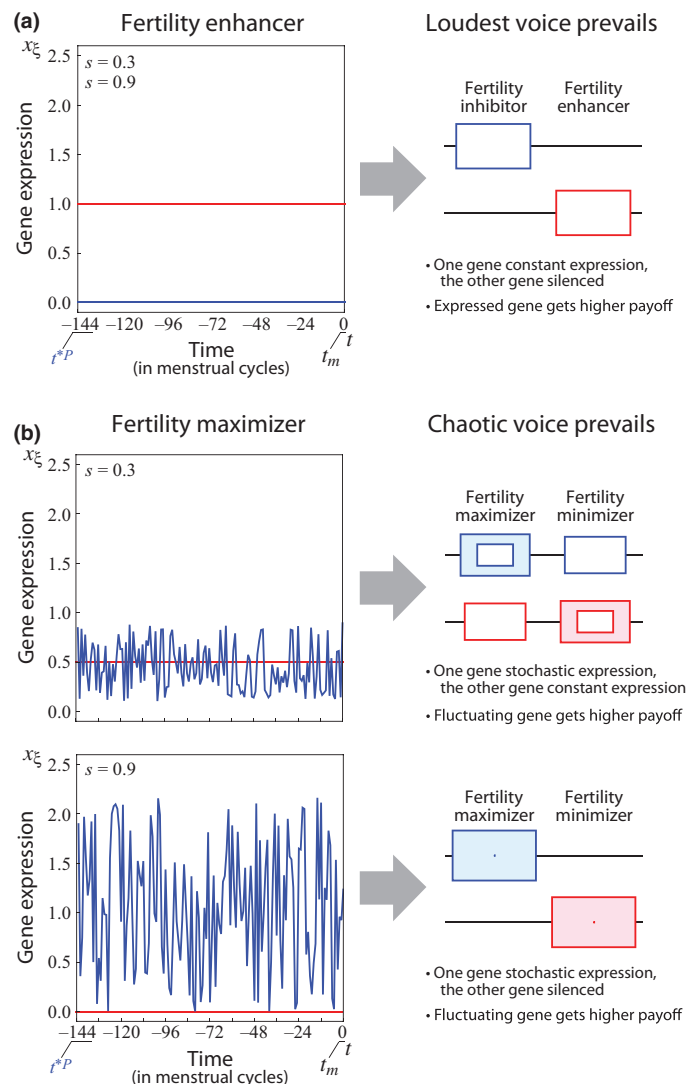 (a)
Fertility enhancer
Loudest voice prevails
xξ
2.5
2.0
1.5
1.0
0.5
0.0
Gene expression
s = 0.3
s = 0.9
−144 −120 −96 −72 −48 −24 0
t*P
Time
(in menstrual cycles)
tm
t
Fertility
inhibitor
Fertility
enhancer
• One gene constant expression,
the other gene silenced
• Expressed gene gets higher payoff
(b)
Fertility maximizer
Chaotic voice prevails
xξ
2.5
2.0
1.5
1.0
0.5
0.0
Gene expression
s = 0.3
Fertility
maximizer
Fertility
minimizer
• One gene stochastic expression,
the other gene constant expression
• Fluctuating gene gets higher payoff
xξ
2.5
2.0
1.5
1.0
0.5
0.0
Gene expression
s = 0.9
−144 −120 −96 −72 −48 −24 0
t*P
Time
(in menstrual cycles)
tm
t
Fertility
maximizer
Fertility
minimizer
• One gene stochastic expression,
the other gene silenced
• Fluctuating gene gets higher payoff